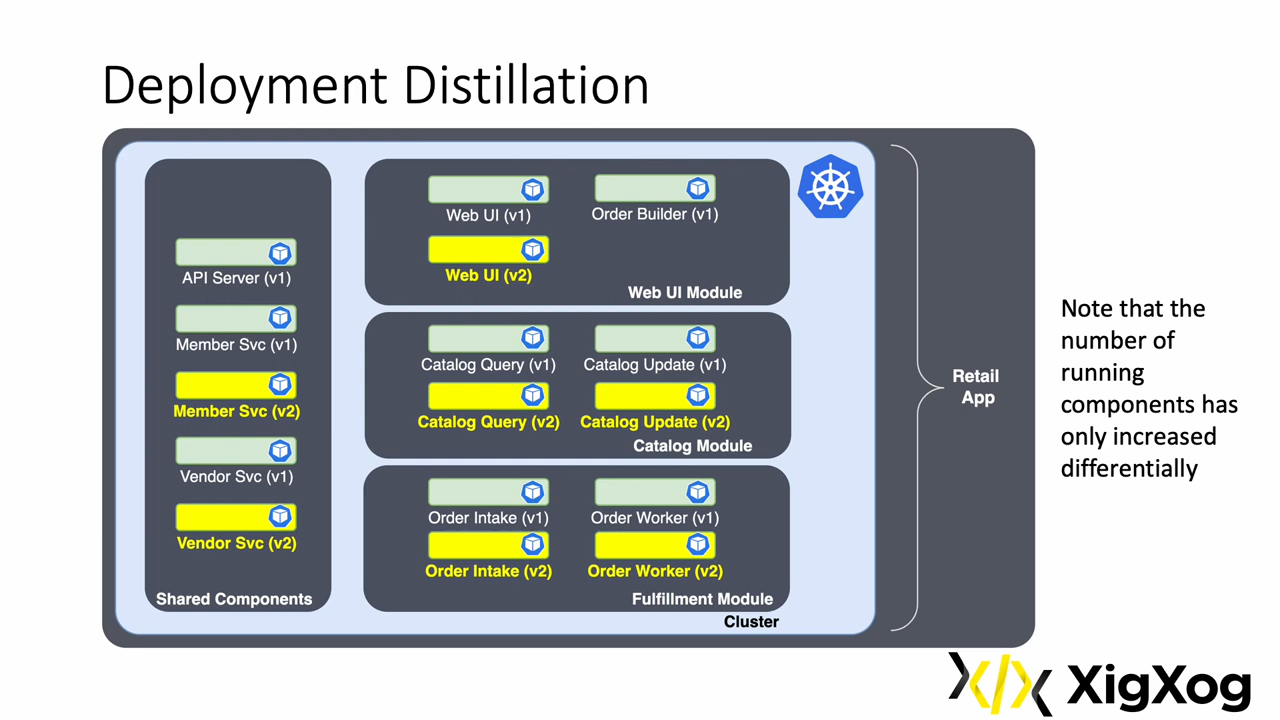 Deployment Distillation
API Server (v1)
Member Svc (v1)
Member Svc (v2)
Vendor Svc (v1)
Vendor Svc (v2)
Shared Components
Web UI (v1)
Order Builder (v1)
Web UI (v2)
Web UI Module
Catalog Query (v1)
Catalog Update (v1)
Catalog Query (v2)
Catalog Update (v2)
Catalog Module
Order Intake (v1)
Order Worker (v1)
Order Intake (v2)
Order Worker (v2)
Fulfillment Module
Cluster
Retail
App
Note that the
number of
running
components has
only increased
differentially
XigXog